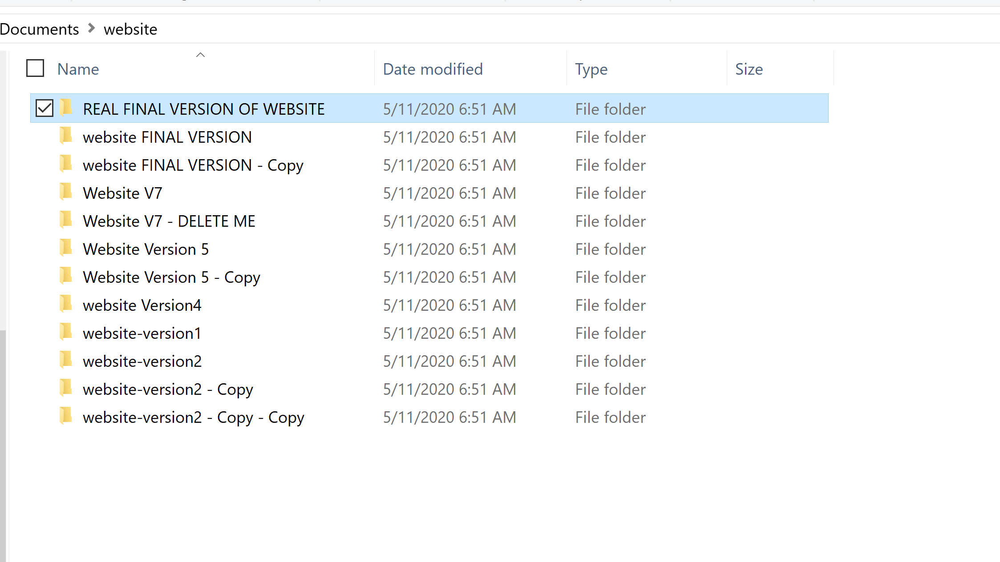 Documents > website
Name Date modified Type Size
REAL FINAL VERSION OF WEBSITE 5/11/2020 6:51 AM File folder
website FINAL VERSION 5/11/2020 6:51 AM File folder
website FINAL VERSION - Copy 5/11/2020 6:51 AM File folder
Website V7 5/11/2020 6:51 AM File folder
Website V7 - DELETE ME 5/11/2020 6:51 AM File folder
Website Version 5 5/11/2020 6:51 AM File folder
Website Version 5 - Copy 5/11/2020 6:51 AM File folder
website Version4 5/11/2020 6:51 AM File folder
website-version1 5/11/2020 6:51 AM File folder
website-version2 5/11/2020 6:51 AM File folder
website-version2 - Copy 5/11/2020 6:51 AM File folder
website-version2 - Copy - Copy 5/11/2020 6:51 AM File folder